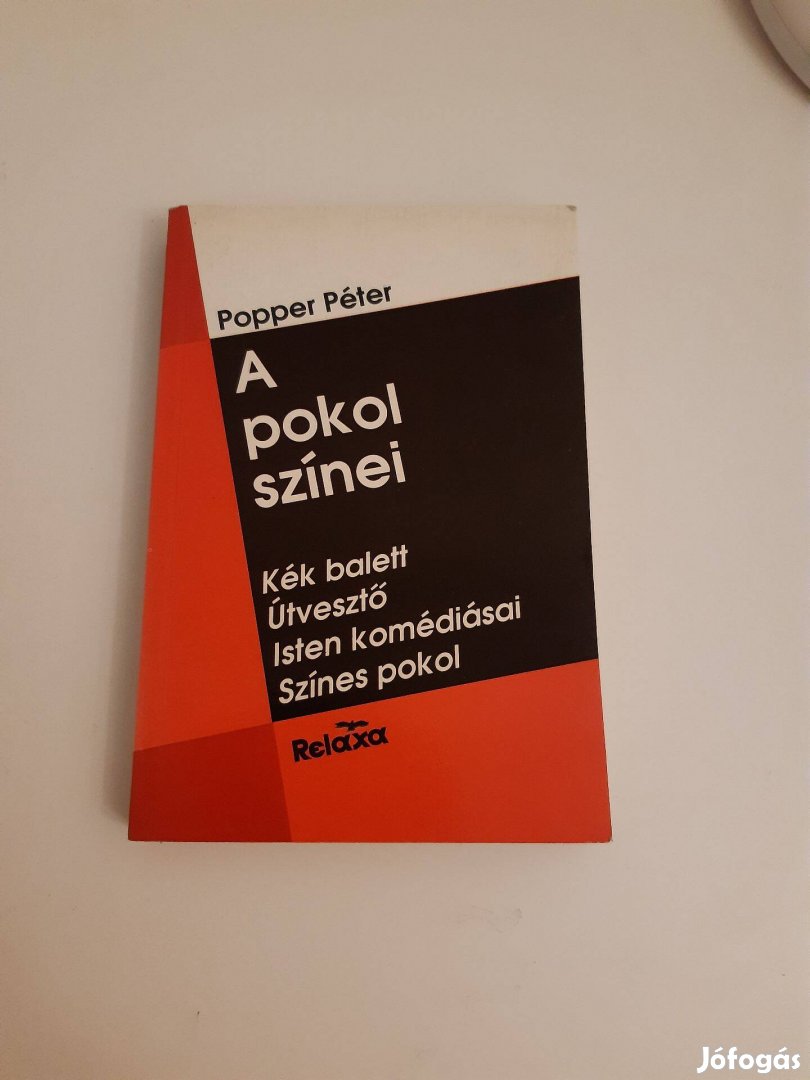 Popper Péter
A
pokol
színei
Kék balett
Útvesztő
Isten komédiásai
Színes pokol
Relaxa
Jófogás